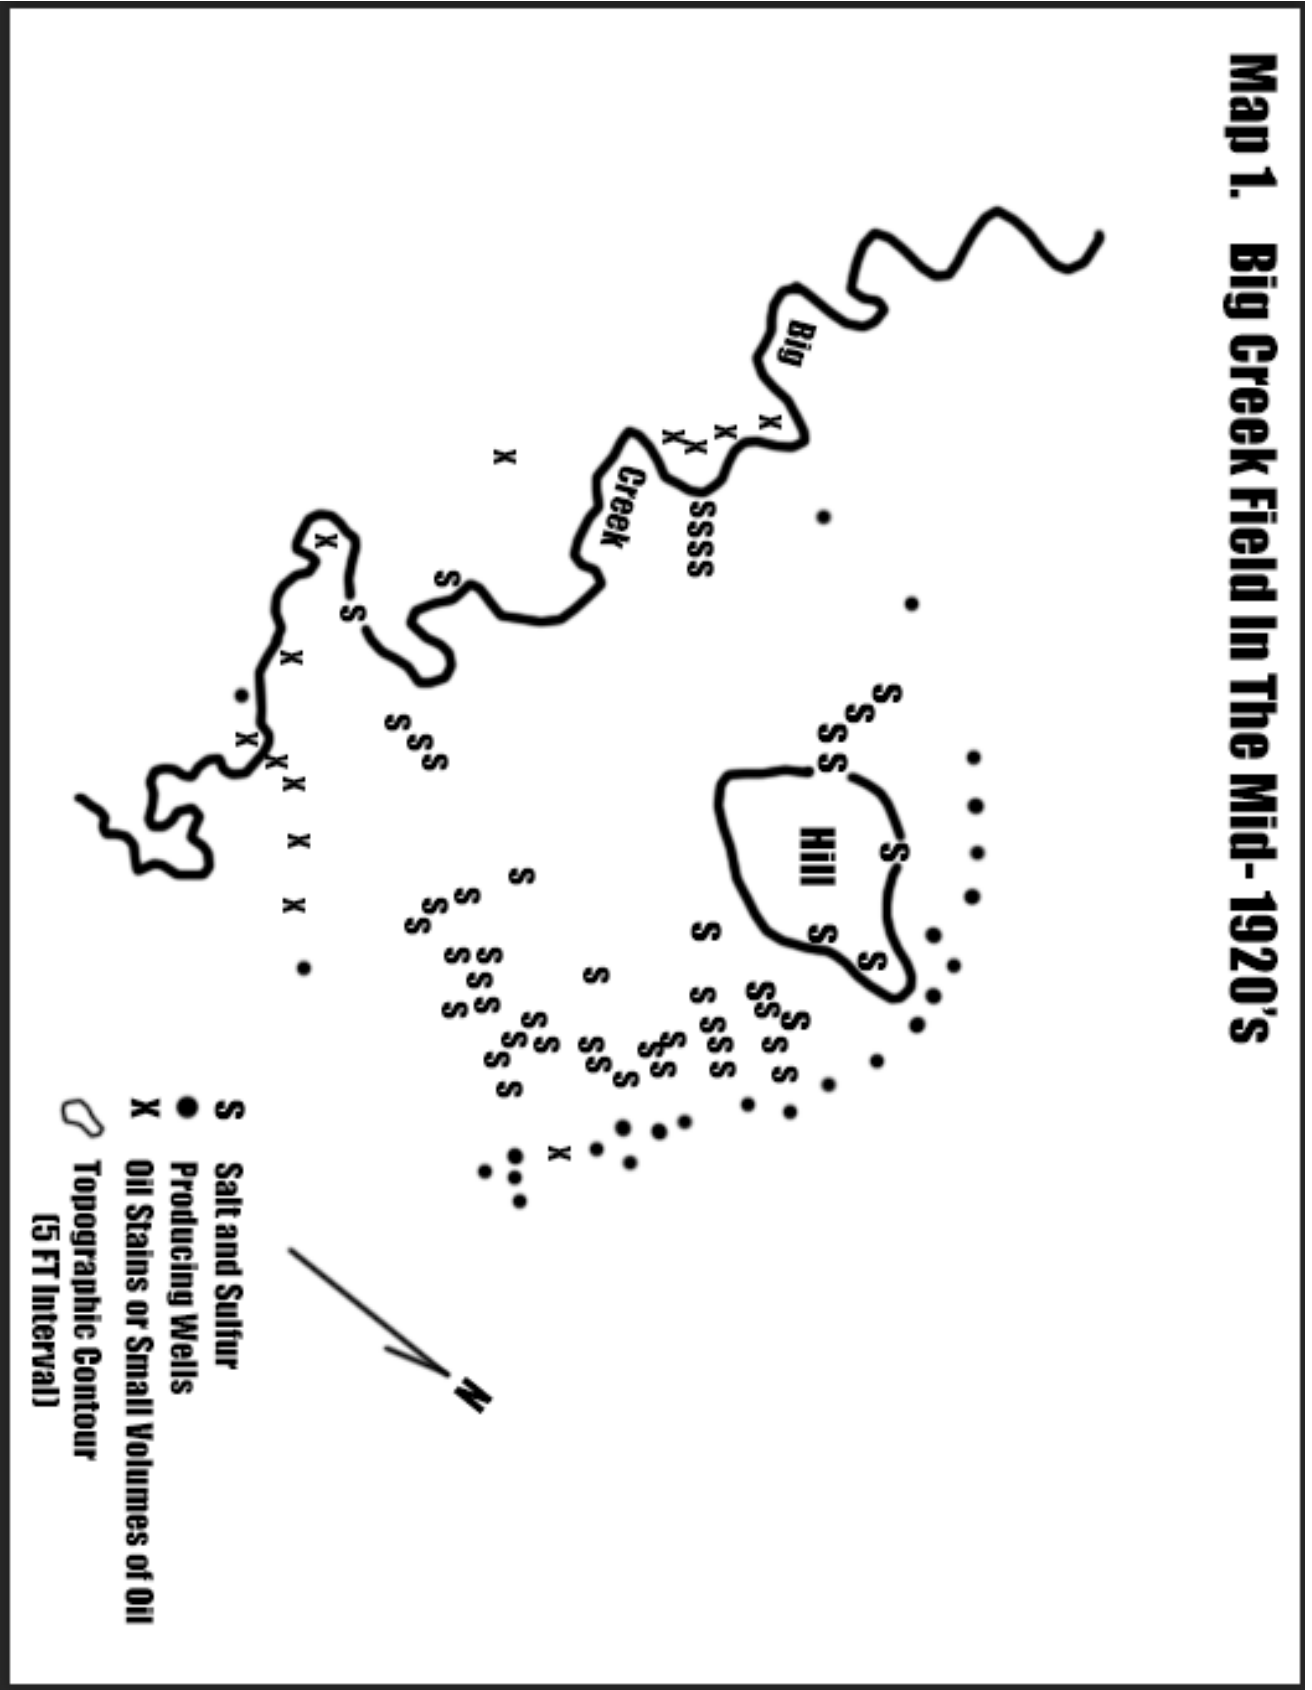 Map 1. Big Creek Field In The Mid-1920's
Big
Hill
Creek
N
S Salt and Sulfur
Producing Wells
X Oil Stains or Small Volumes of Oil
Topographic Contour
(5 FT Interval)